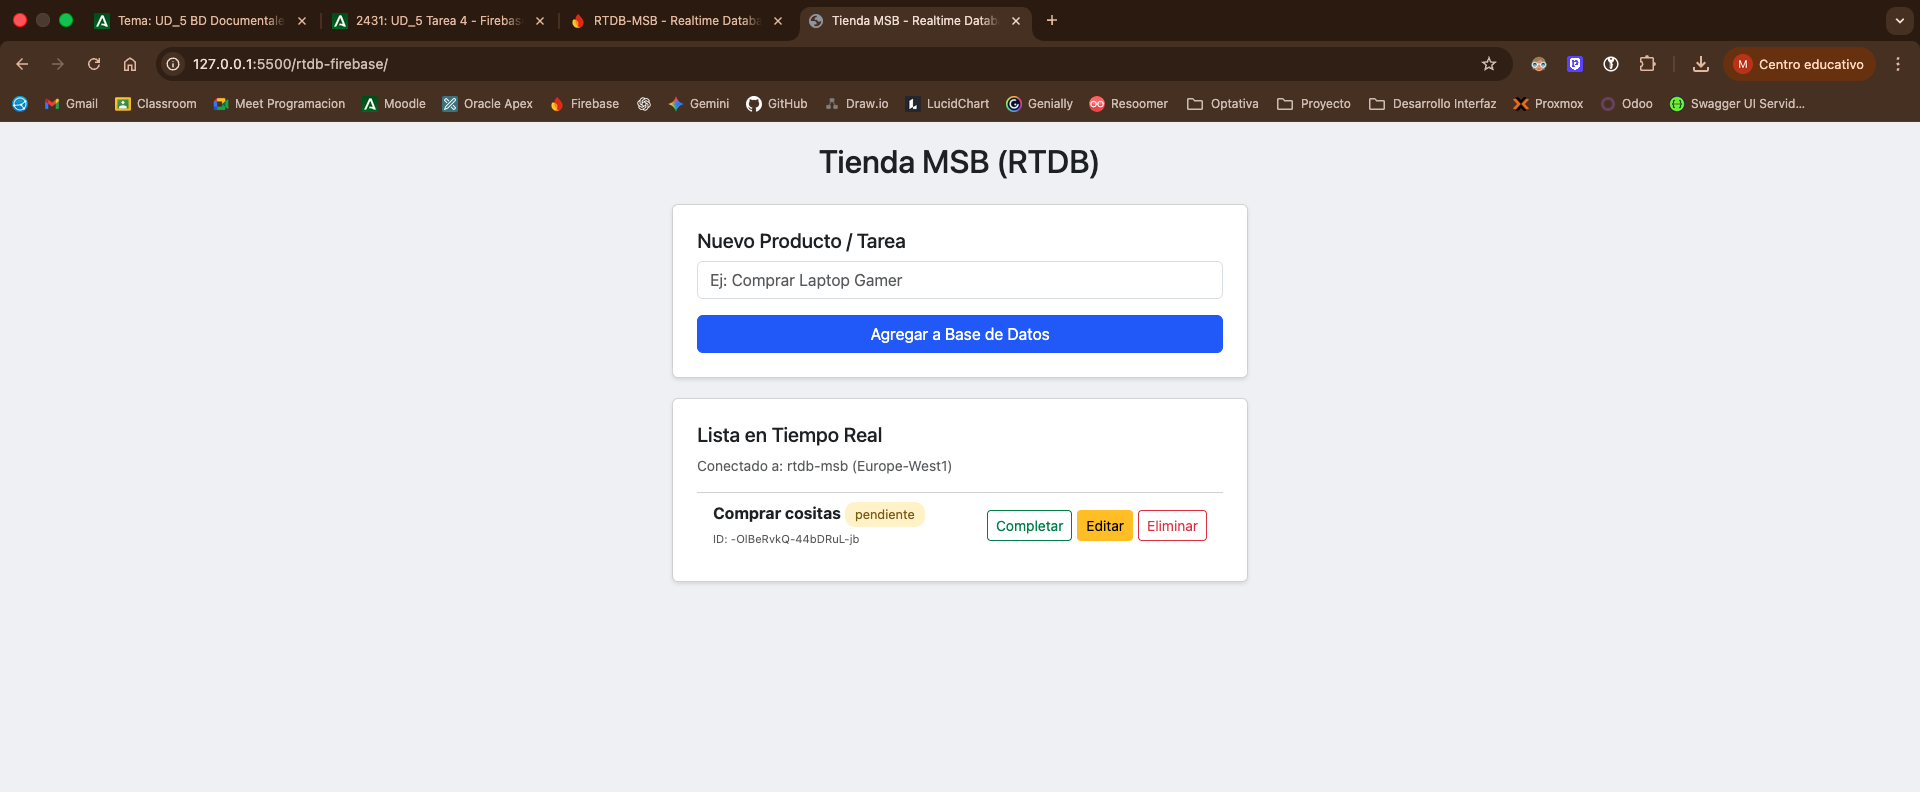 Tema: UD_5 BD Documentale
2431: UD_5 Tarea 4 - Firebas
RTDB-MSB - Realtime Databa
Tienda MSB - Realtime Datab
127.0.0.1:5500/rtdb-firebase/
M Centro educativo
Gmail
Classroom
Meet Programacion
Moodle
Oracle Apex
Firebase
Gemini
GitHub
Draw.io
LucidChart
Genially
Resoomer
Optativa
Proyecto
Desarrollo Interfaz
Proxmox
Odoo
Swagger UI Servid...
Tienda MSB (RTDB)
Nuevo Producto / Tarea
Ej: Comprar Laptop Gamer
Agregar a Base de Datos
Lista en Tiempo Real
Conectado a: rtdb-msb (Europe-West1)
Comprar cositas pendiente
ID: -OlBeRvkQ-44bDRuL-jb
Completar
Editar
Eliminar